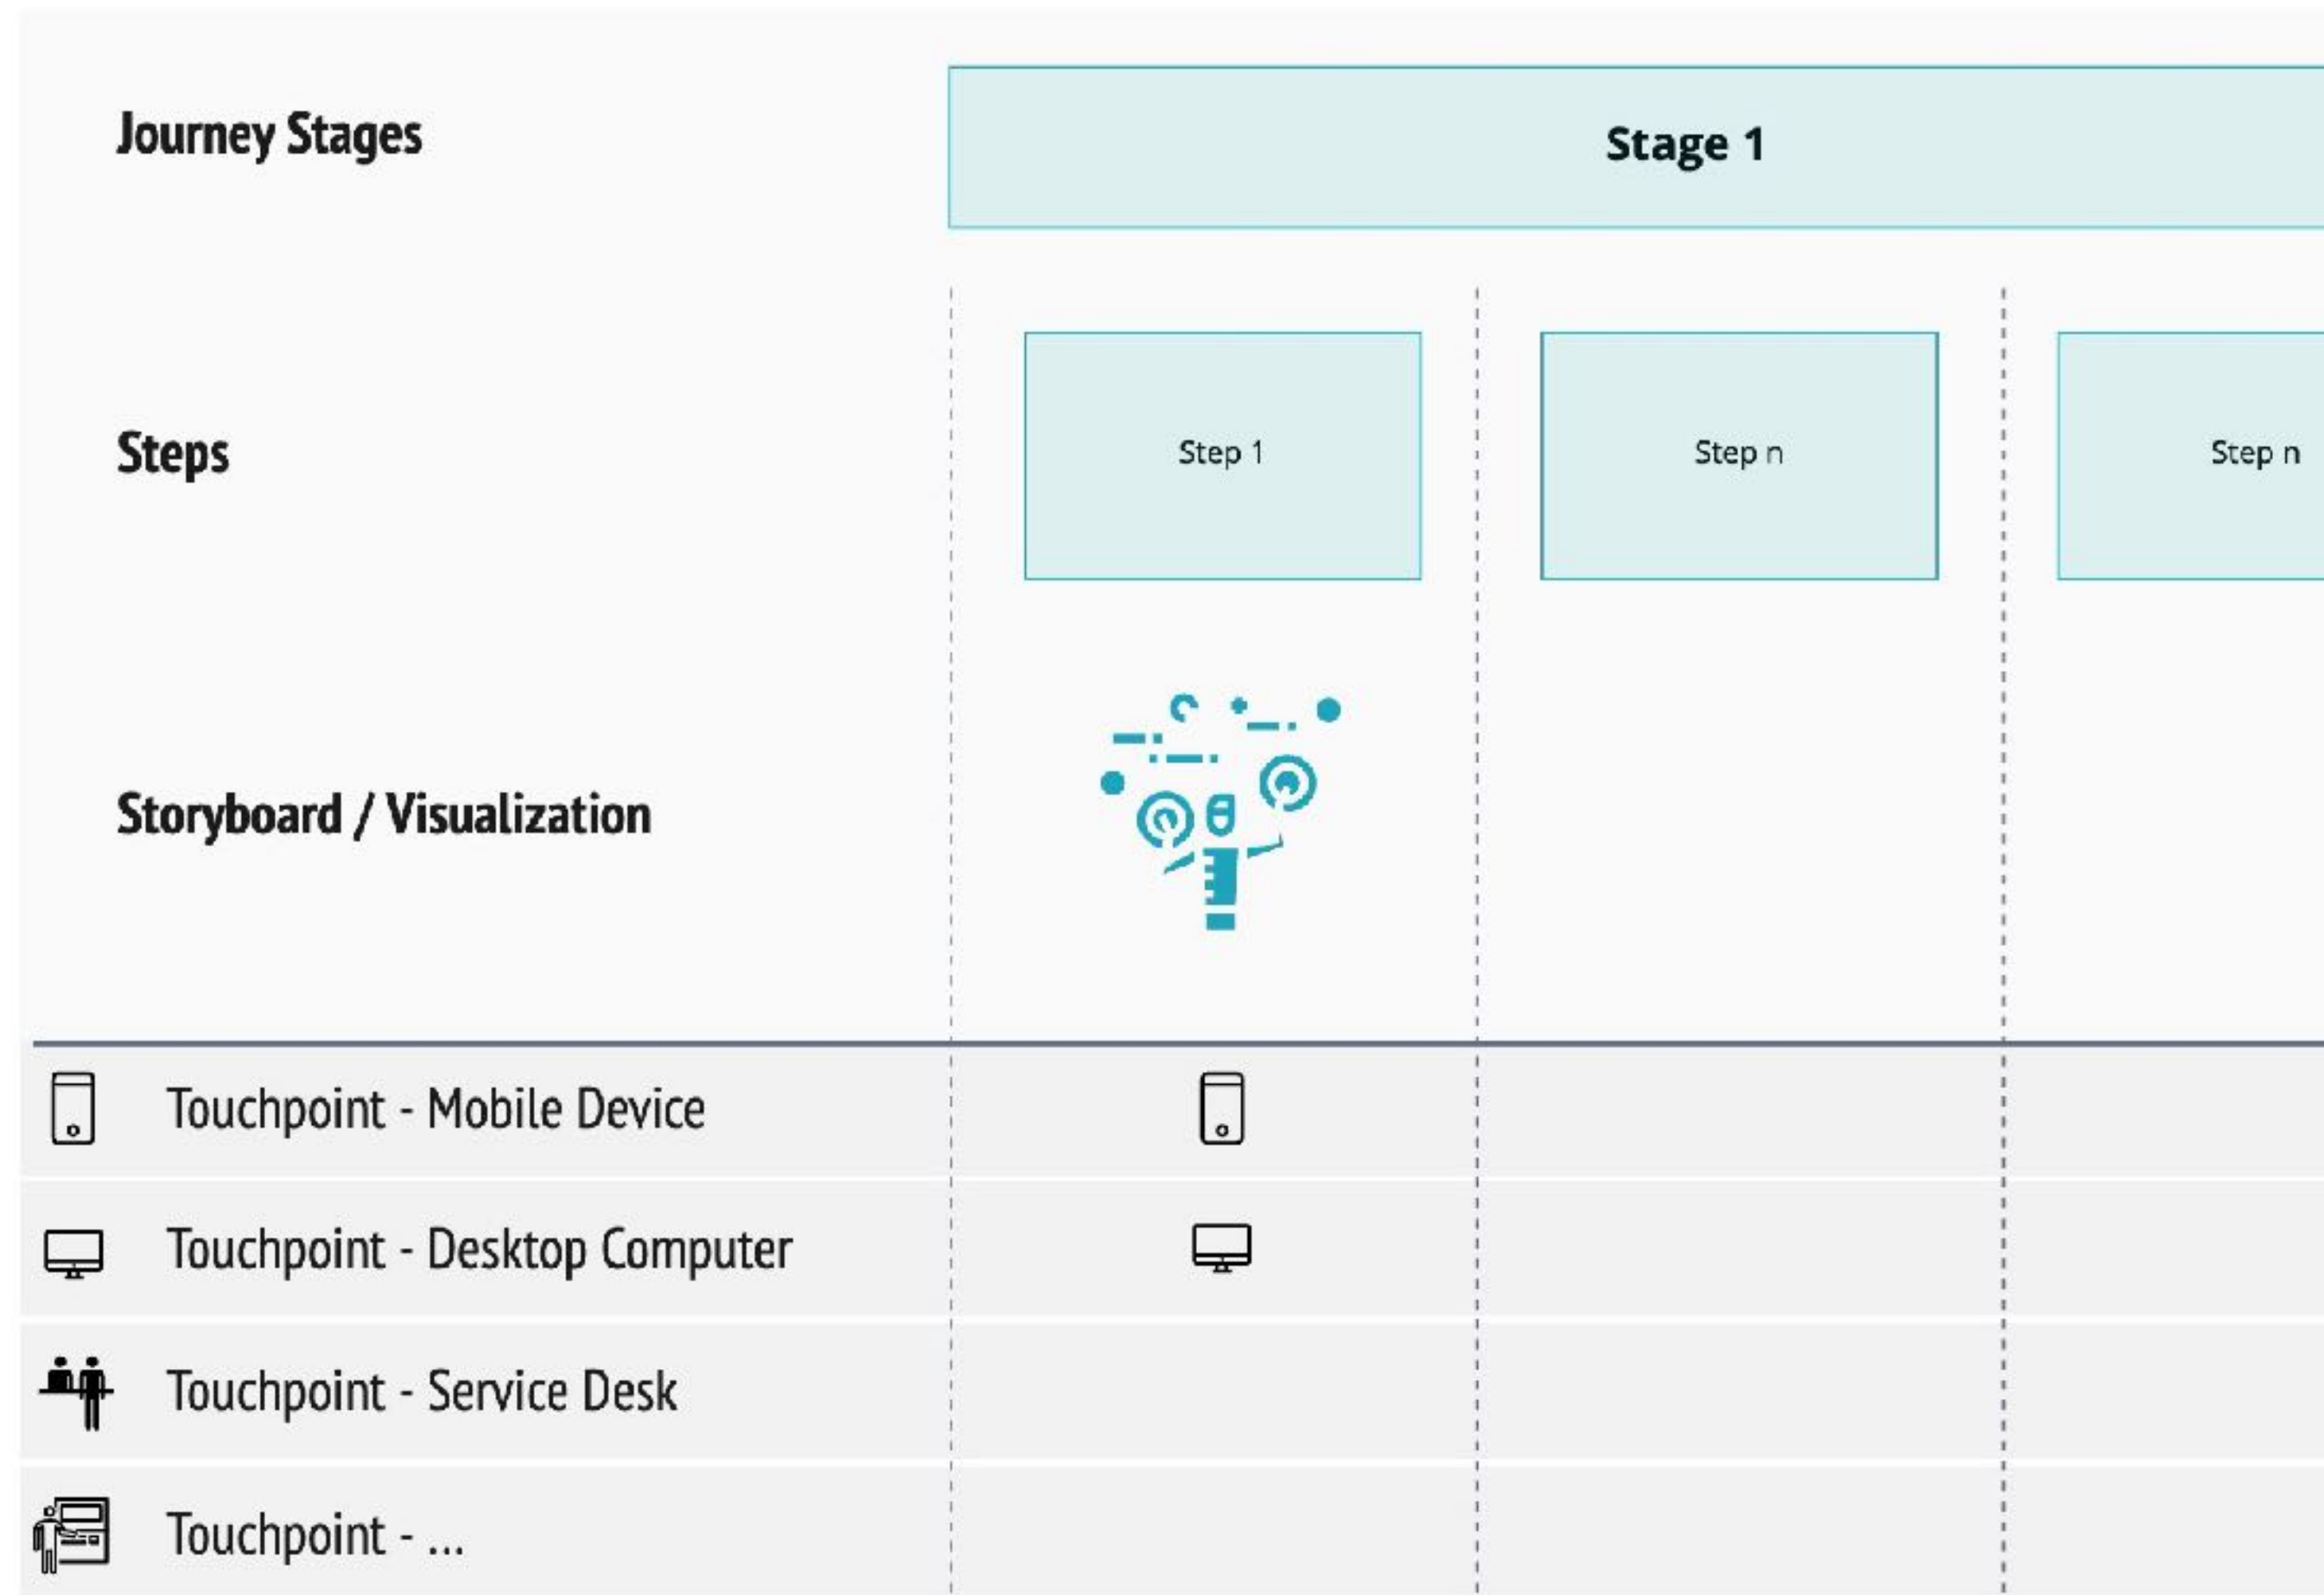 Journey Stages
Stage 1
Steps
Step 1
Step n
Step n
Storyboard / Visualization
Touchpoint - Mobile Device
Touchpoint - Desktop Computer
Touchpoint - Service Desk
Touchpoint - ...